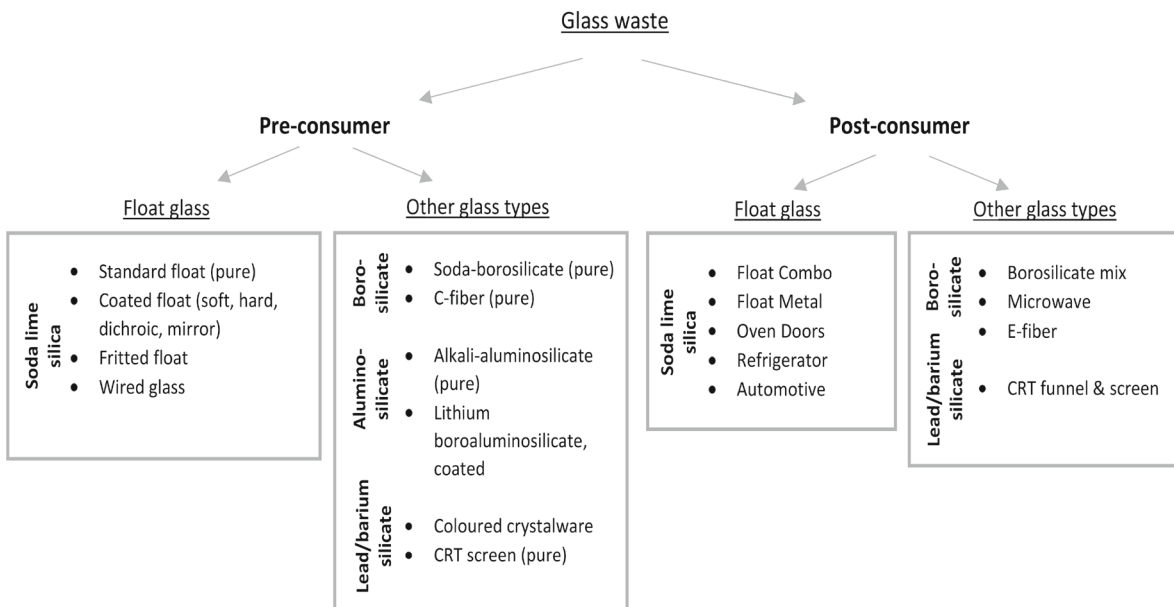 Glass waste
Pre-consumer
Post-consumer
Float glass
Other glass types
Float glass
Other glass types
Soda lime
silica
• Standard float (pure)
• Coated float (soft, hard,
dichroic, mirror)
• Fritted float
• Wired glass
Boro-
silicate
• Soda-borosilicate (pure)
• C-fiber (pure)
Alumino-
silicate
• Alkali-aluminosilicate
(pure)
• Lithium
boroaluminosilicate,
coated
Lead/barium
silicate
• Coloured crystalware
• CRT screen (pure)
Soda lime
silica
• Float Combo
• Float Metal
• Oven Doors
• Refrigerator
• Automotive
Boro-
silicate
• Borosilicate mix
• Microwave
• E-fiber
Lead/barium
silicate
• CRT funnel & screen